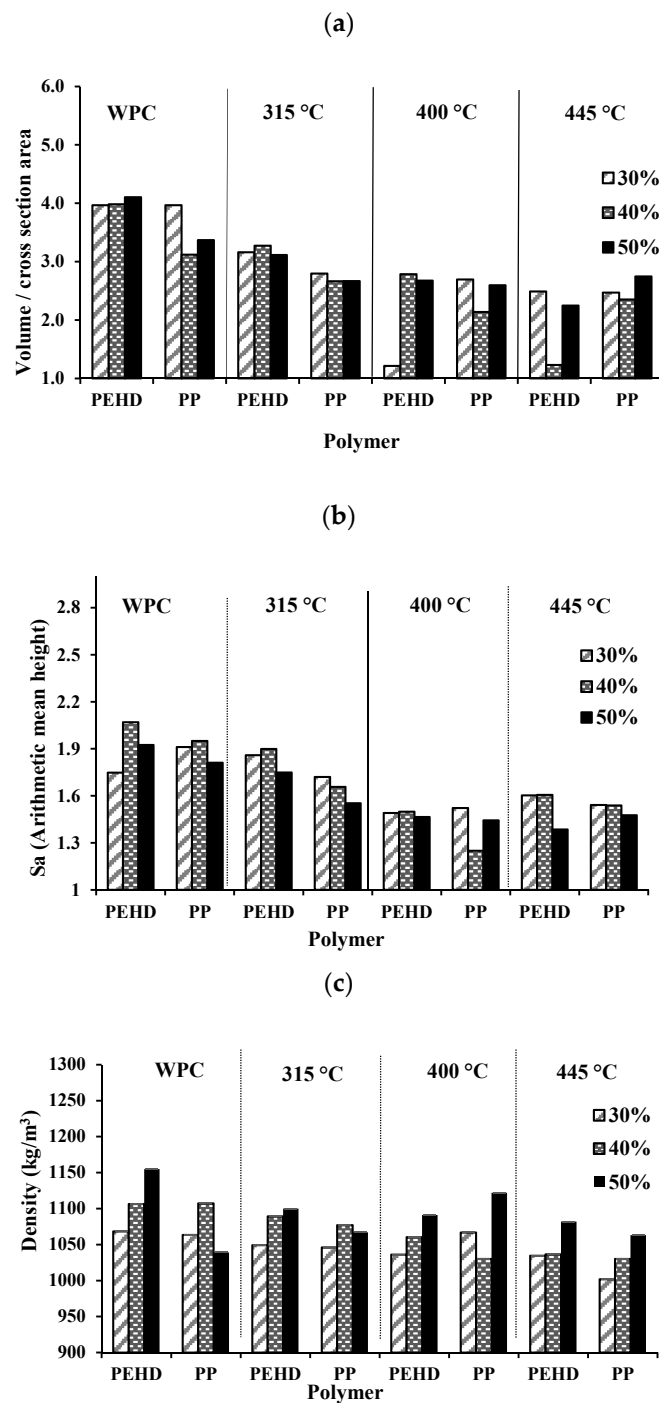 (a)
Volume / cross section area
6.0
5.0
4.0
3.0
2.0
1.0
WPC 315 °C 400 °C 445 °C
30%
40%
50%
PEHD PP PEHD PP PEHD PP PEHD PP
Polymer
(b)
Sa (Arithmetic mean height)
2.8
2.5
2.2
1.9
1.6
1.3
1
WPC 315 °C 400 °C 445 °C
30%
40%
50%
PEHD PP PEHD PP PEHD PP PEHD PP
Polymer
(c)
Density (kg/m³)
1300
1250
1200
1150
1100
1050
1000
950
900
WPC 315 °C 400 °C 445 °C
30%
40%
50%
PEHD PP PEHD PP PEHD PP PEHD PP
Polymer